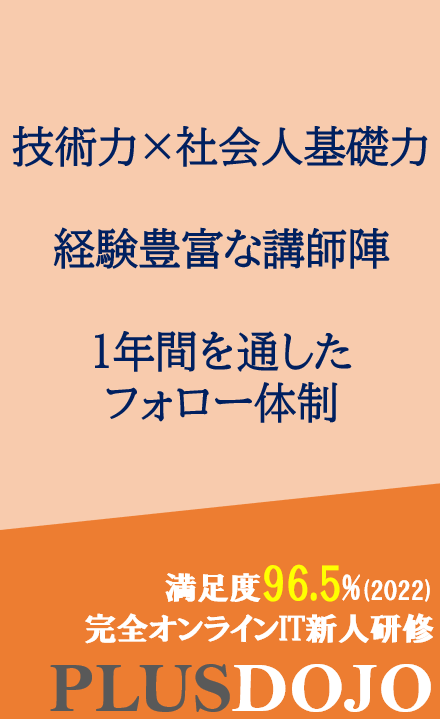 技術力×社会人基礎力
経験豊富な講師陣
1年間を通した
フォロー体制
満足度96.5%(2022)
完全オンラインIT新人研修
PLUSDOJO